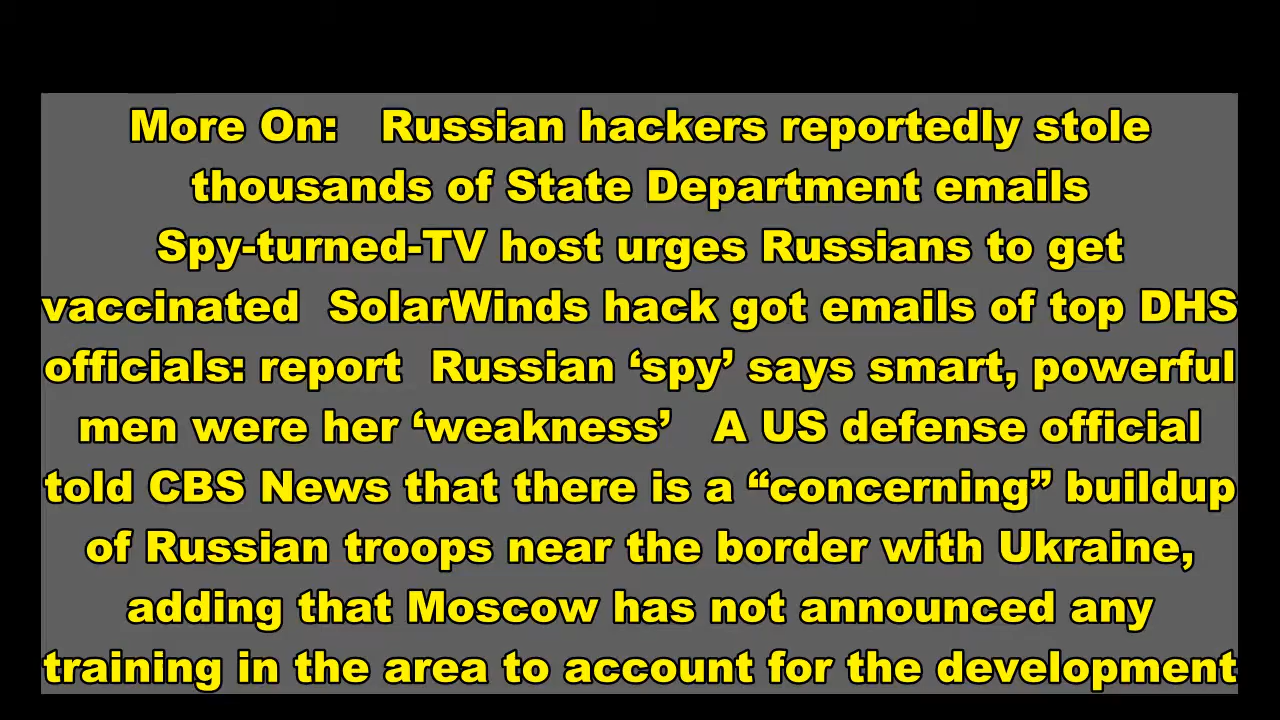 More On: Russian hackers reportedly stole
thousands of State Department emails
Spy-turned-TV host urges Russians to get
vaccinated SolarWinds hack got emails of top DHS
officials: report Russian ‘spy’ says smart, powerful
men were her ‘weakness’ A US defense official
told CBS News that there is a “concerning” buildup
of Russian troops near the border with Ukraine,
adding that Moscow has not announced any
training in the area to account for the development